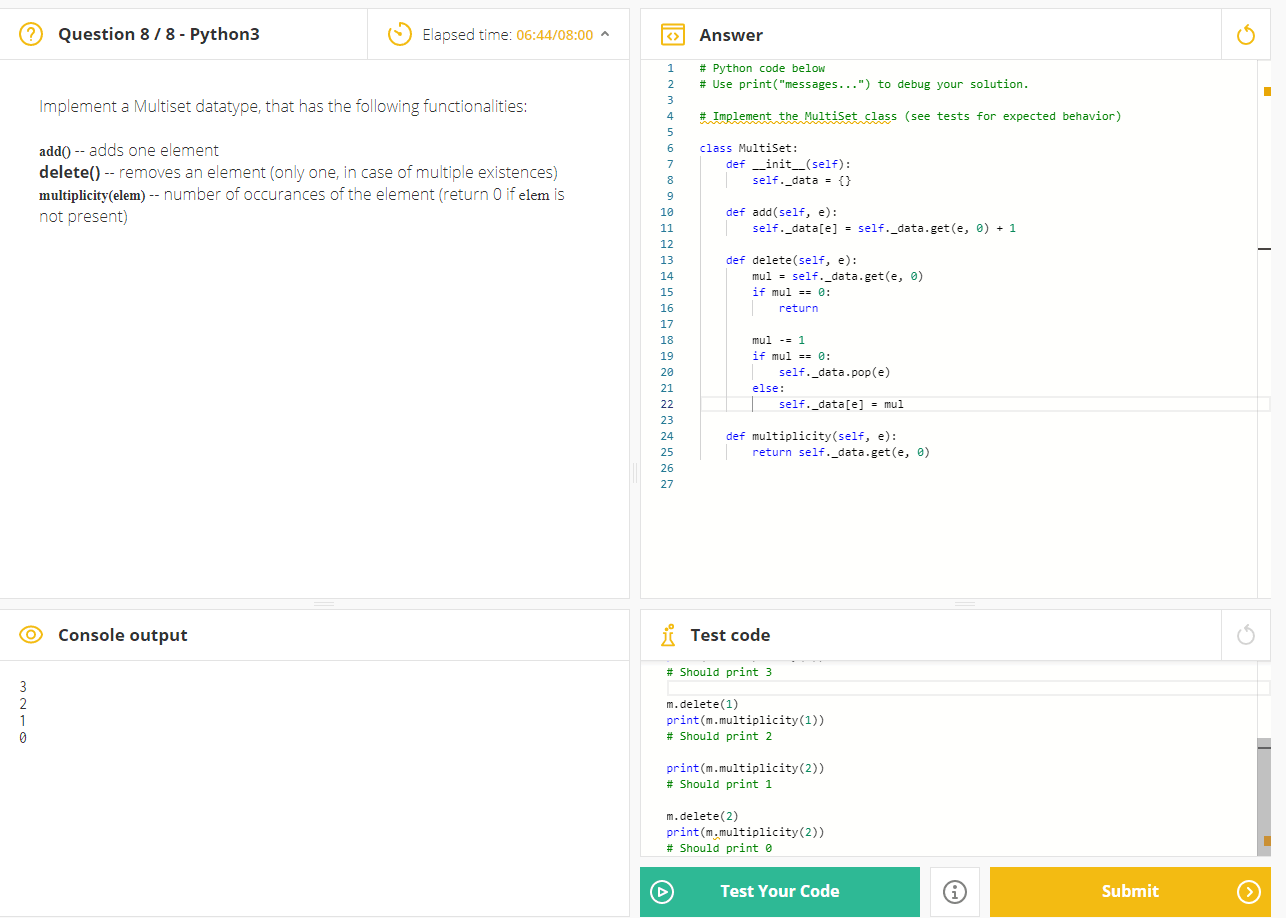 Question 8 / 8 - Python3
Elapsed time: 06:44/08:00
Implement a Multiset datatype, that has the following functionalities:
add() -- adds one element
delete() -- removes an element (only one, in case of multiple existences)
multiplicity(elem) -- number of occurances of the element (return 0 if elem is
not present)
Answer
1 # Python code below
2 # Use print("messages...") to debug your solution.
3
4 # Implement the MultiSet class (see tests for expected behavior)
5
6 class MultiSet:
7 def __init__(self):
8 self._data = {}
9
10 def add(self, e):
11 self._data[e] = self._data.get(e, 0) + 1
12
13 def delete(self, e):
14 mul = self._data.get(e, 0)
15 if mul == 0:
16 return
17
18 mul -= 1
19 if mul == 0:
20 self._data.pop(e)
21 else:
22 self._data[e] = mul
23
24 def multiplicity(self, e):
25 return self._data.get(e, 0)
26
27
Console output
3
2
1
0
Test code
# Should print 3
m.delete(1)
print(m.multiplicity(1))
# Should print 2
print(m.multiplicity(2))
# Should print 1
m.delete(2)
print(m.multiplicity(2))
# Should print 0
Test Your Code
Submit